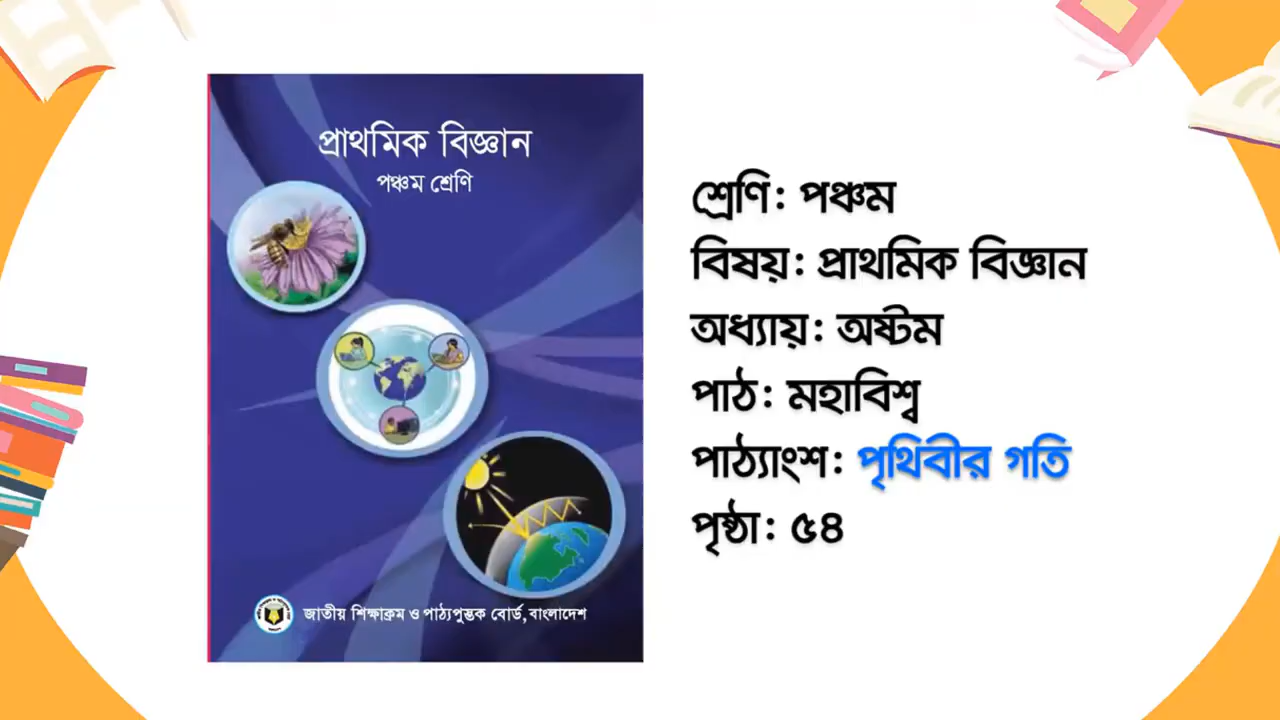 প্রাথমিক বিজ্ঞান
পঞ্চম শ্রেণি
জাতীয় শিক্ষাক্রম ও পাঠ্যপুস্তক বোর্ড, বাংলাদেশ
শ্রেণি: পঞ্চম
বিষয়: প্রাথমিক বিজ্ঞান
অধ্যায়: অষ্টম
পাঠ: মহাবিশ্ব
পাঠ্যাংশ: পৃথিবীর গতি
পৃষ্ঠা: ৫৪